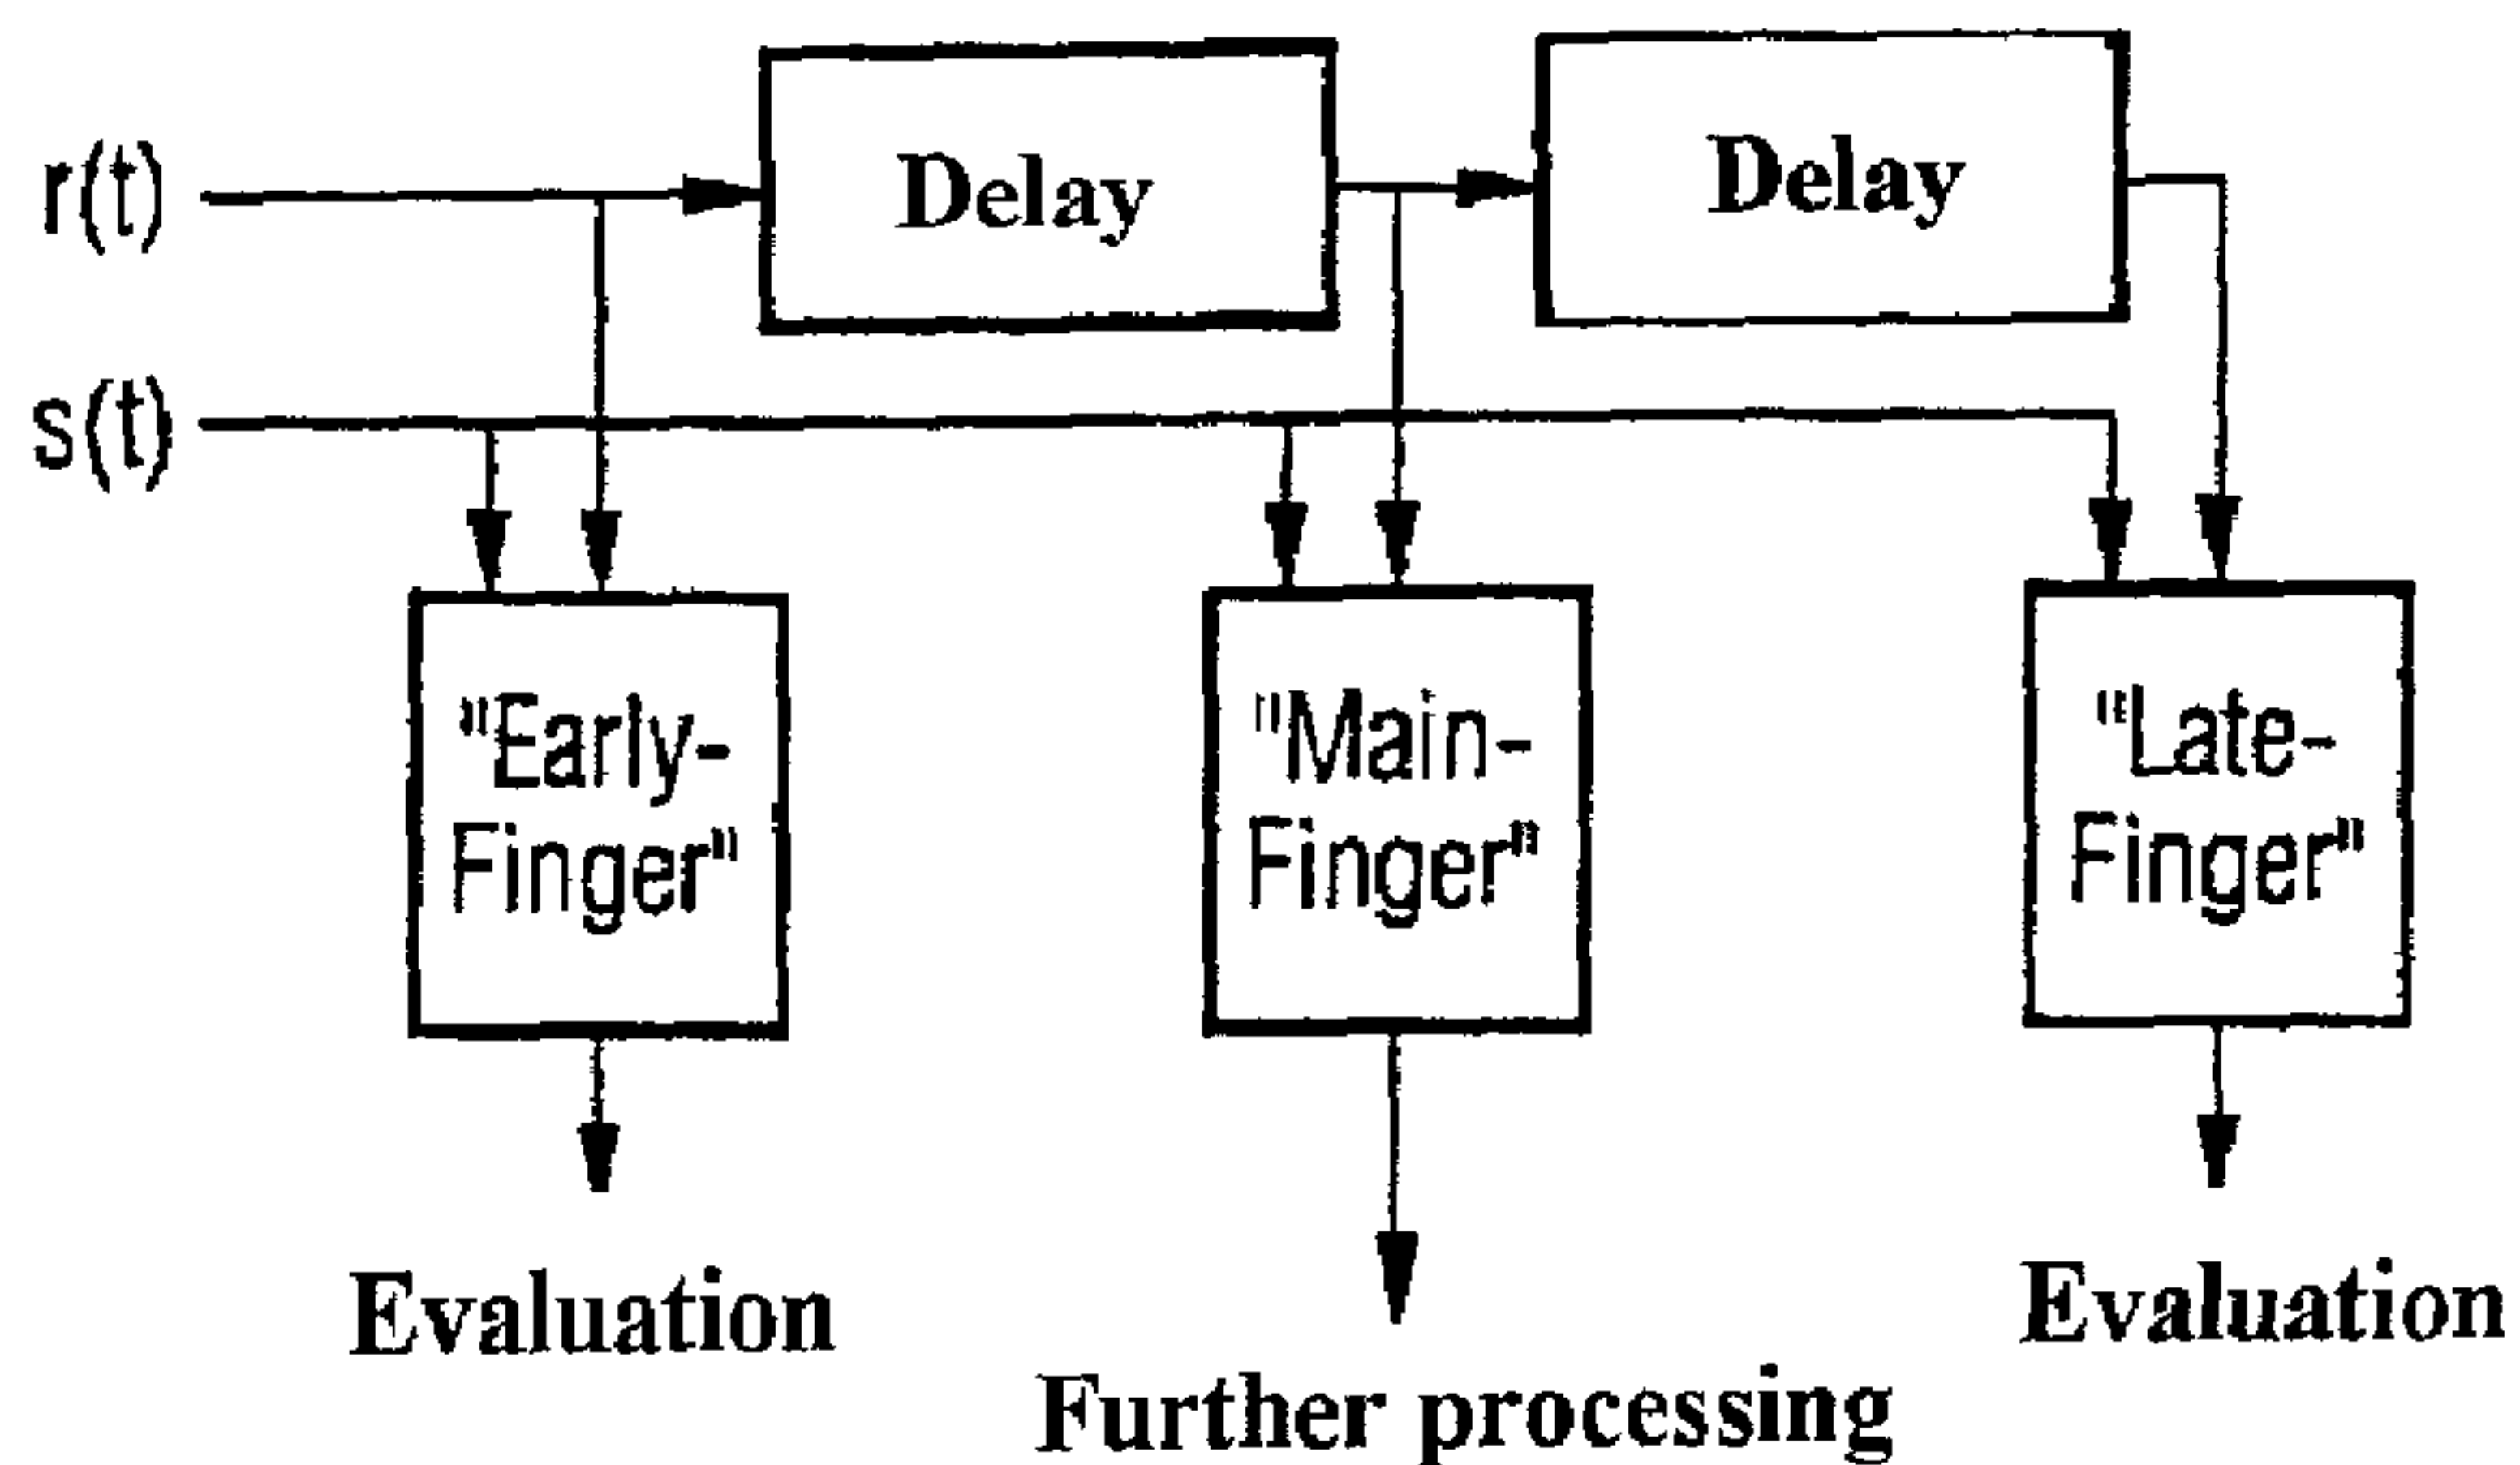 r(t)
Delay
Delay
s(t)
"Early-
Finger"
"Main-
Finger"
"Late-
Finger"
Evaluation
Further processing
Evaluation